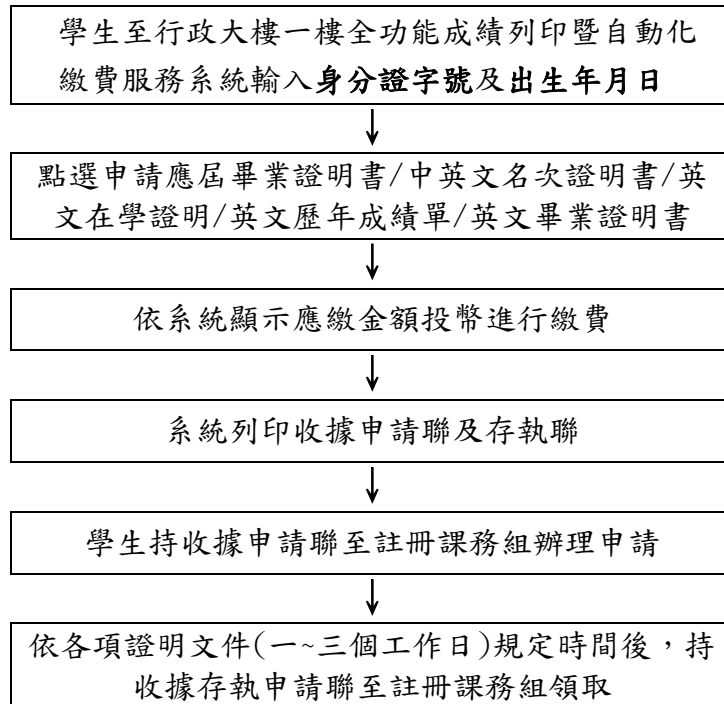 學生至行政大樓一樓全功能成績列印暨自動化
繳費服務系統輸入身分證字號及出生年月日
點選申請應屆畢業證明書/中英文名次證明書/英
文在學證明/英文歷年成績單/英文畢業證明書
依系統顯示應繳金額投幣進行繳費
系統列印收據申請聯及存執聯
學生持收據申請聯至註冊課務組辦理申請
依各項證明文件(一~三個工作日)規定時間後，持
收據存執申請聯至註冊課務組領取